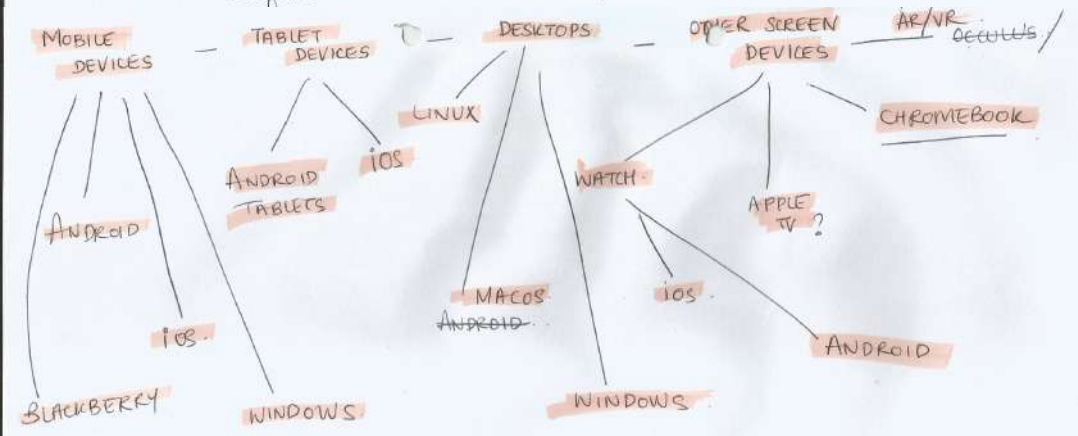 MOBILE DEVICES — TABLET DEVICES — DESKTOPS — OTHER SCREEN DEVICES — AR/VR OCCULUS /
LINUX
CHROMEBOOK
ANDROID TABLETS
iOS
WATCH.
ANDROID
APPLE TV ?
MACOS.
ANDROID
iOS.
iOS.
ANDROID
BLACKBERRY
WINDOWS.
WINDOWS.